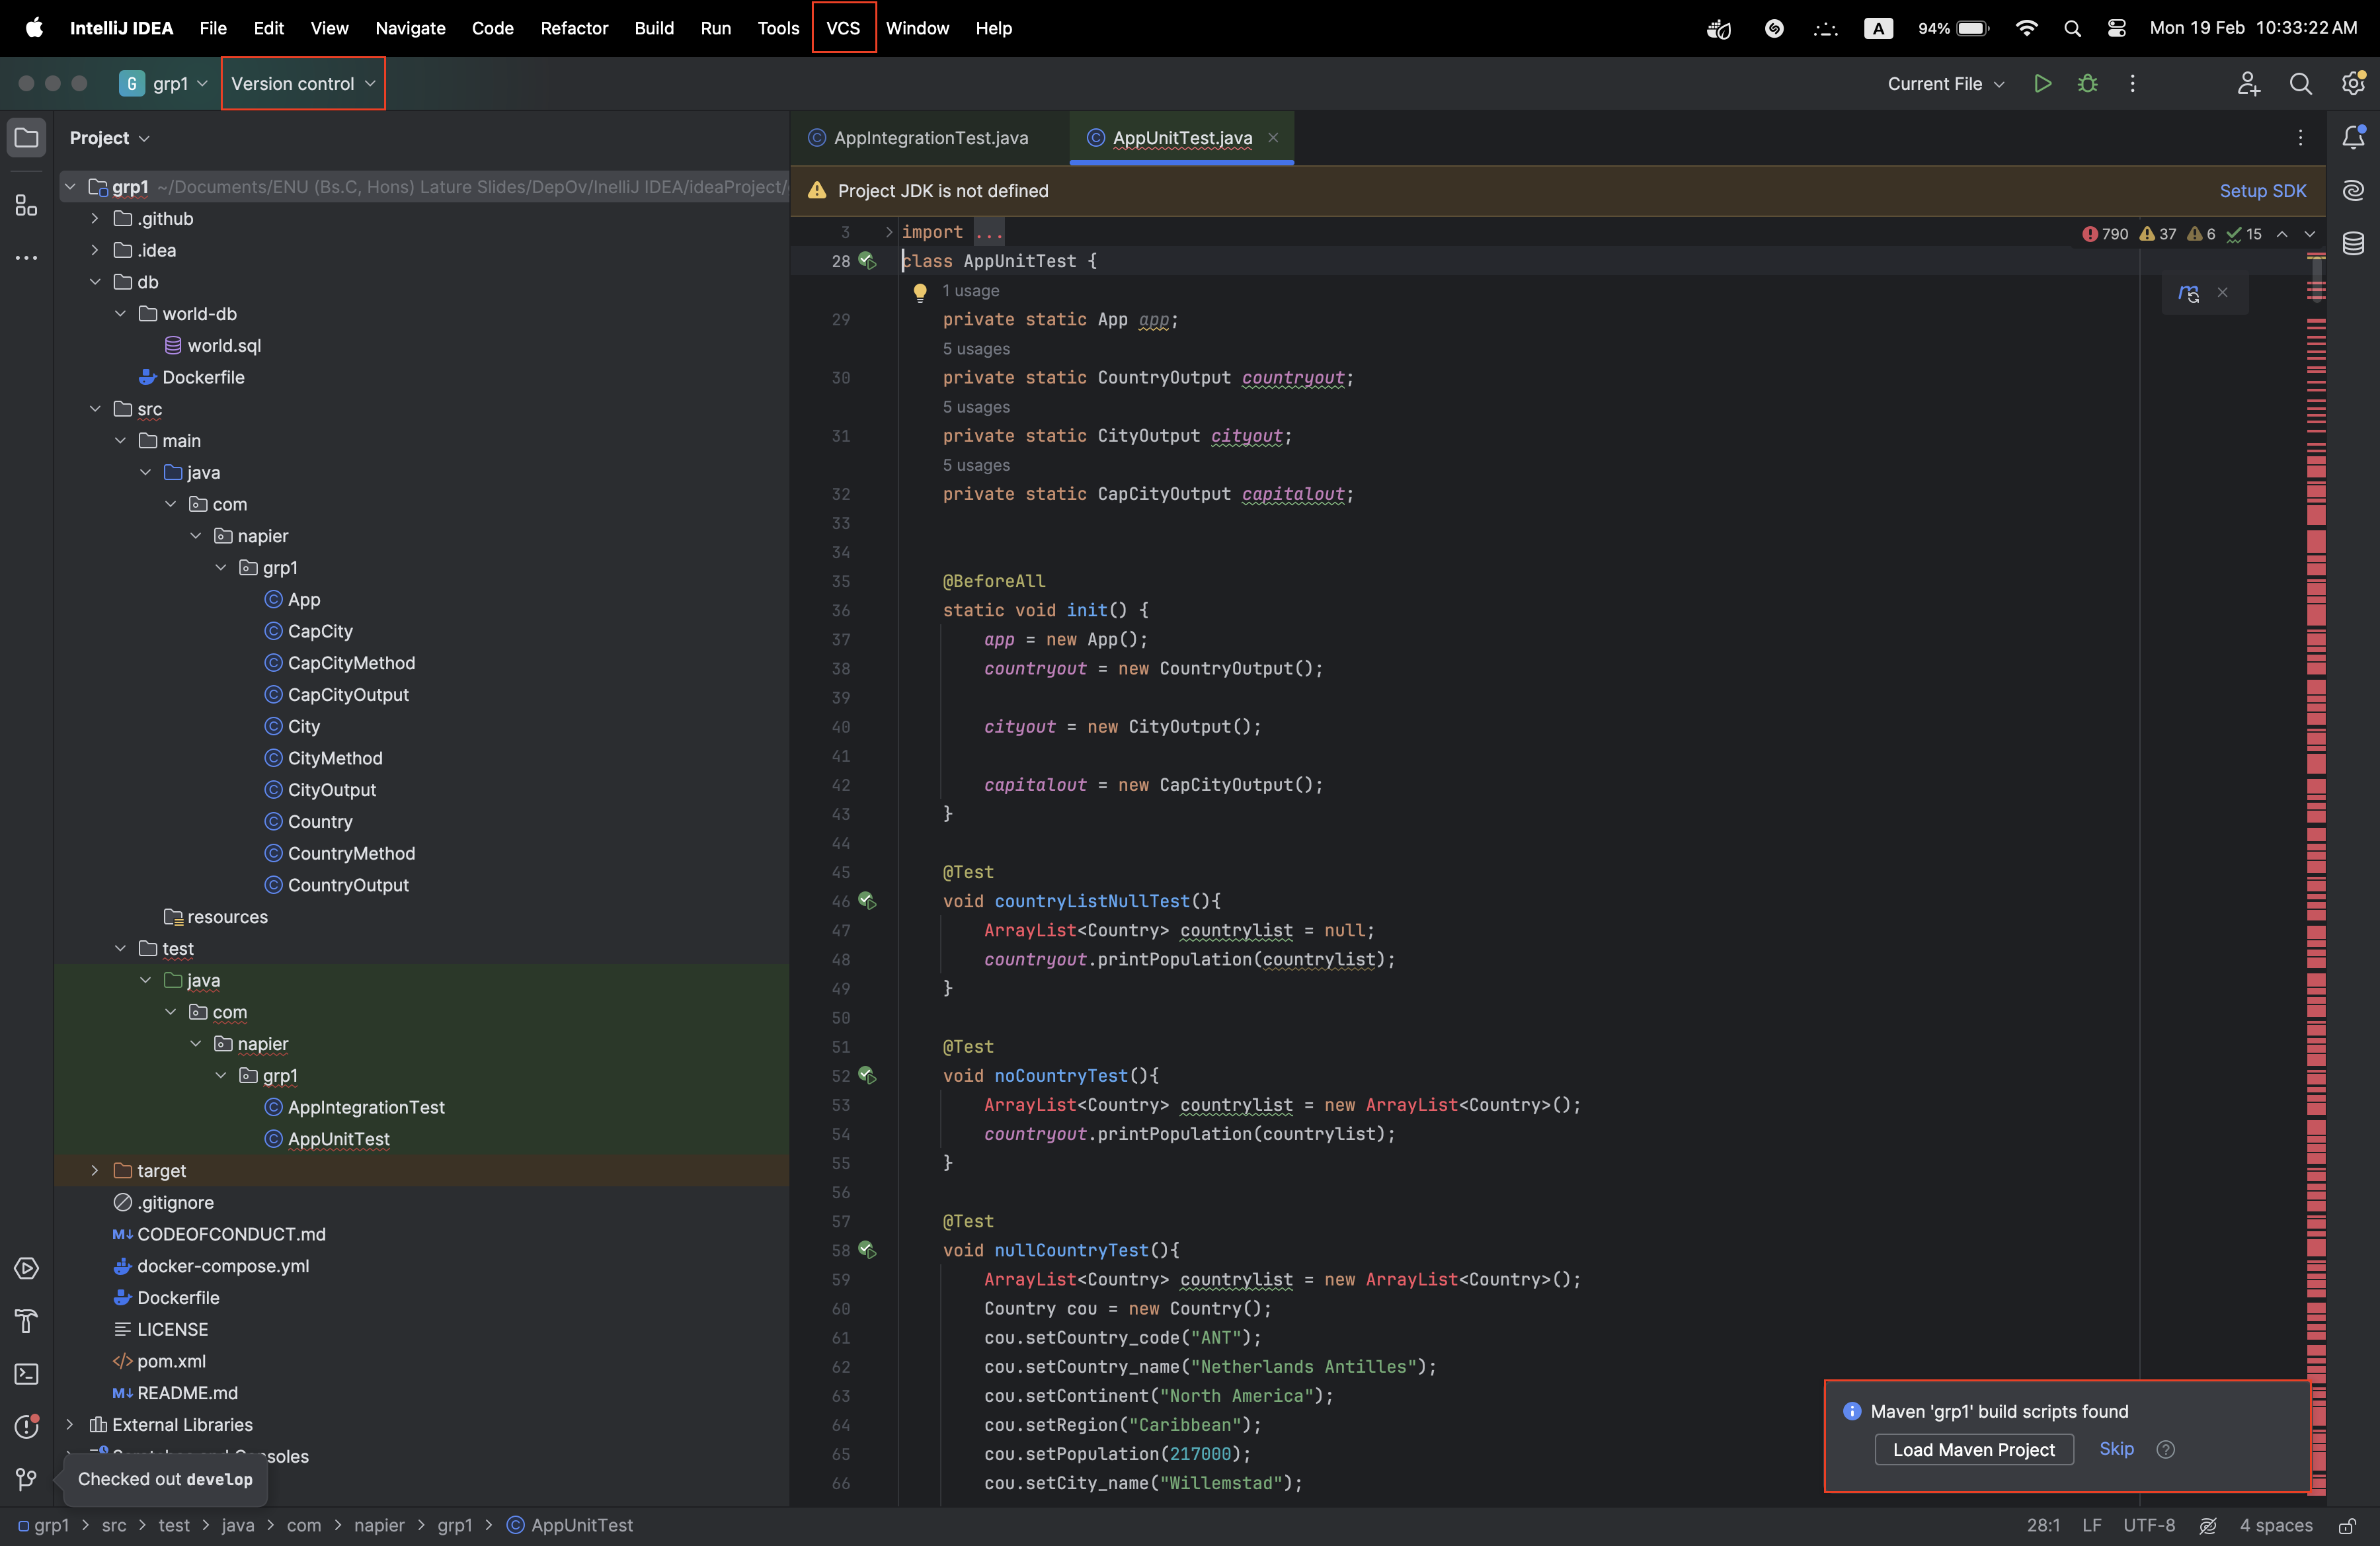 IntelliJ IDEA File Edit View Navigate Code Refactor Build Run Tools VCS Window Help A 94% Mon 19 Feb 10:33:22 AM
G grp1 Version control Current File
Project
AppIntegrationTest.java AppUnitTest.java
grp1 ~/Documents/ENU (Bs.C, Hons) Lature Slides/DepOv/InelliJ IDEA/ideaProject/
.github
.idea
db
world-db
world.sql
Dockerfile
src
main
java
com
napier
grp1
App
CapCity
CapCityMethod
CapCityOutput
City
CityMethod
CityOutput
Country
CountryMethod
CountryOutput
resources
test
java
com
napier
grp1
AppIntegrationTest
AppUnitTest
target
.gitignore
CODEOFCONDUCT.md
docker-compose.yml
Dockerfile
LICENSE
pom.xml
README.md
External Libraries
Checked out develop
Project JDK is not defined Setup SDK
790 37 6 15
3 import ...
28 class AppUnitTest {
1 usage
29 private static App app;
5 usages
30 private static CountryOutput countryout;
5 usages
31 private static CityOutput cityout;
5 usages
32 private static CapCityOutput capitalout;
33
34
35 @BeforeAll
36 static void init() {
37 app = new App();
38 countryout = new CountryOutput();
39
40 cityout = new CityOutput();
41
42 capitalout = new CapCityOutput();
43 }
44
45 @Test
46 void countryListNullTest(){
47 ArrayList<Country> countrylist = null;
48 countryout.printPopulation(countrylist);
49 }
50
51 @Test
52 void noCountryTest(){
53 ArrayList<Country> countrylist = new ArrayList<Country>();
54 countryout.printPopulation(countrylist);
55 }
56
57 @Test
58 void nullCountryTest(){
59 ArrayList<Country> countrylist = new ArrayList<Country>();
60 Country cou = new Country();
61 cou.setCountry_code("ANT");
62 cou.setCountry_name("Netherlands Antilles");
63 cou.setContinent("North America");
64 cou.setRegion("Caribbean");
65 cou.setPopulation(217000);
66 cou.setCity_name("Willemstad");
Maven 'grp1' build scripts found
Load Maven Project Skip ?
grp1 > src > test > java > com > napier > grp1 > AppUnitTest 28:1 LF UTF-8 4 spaces